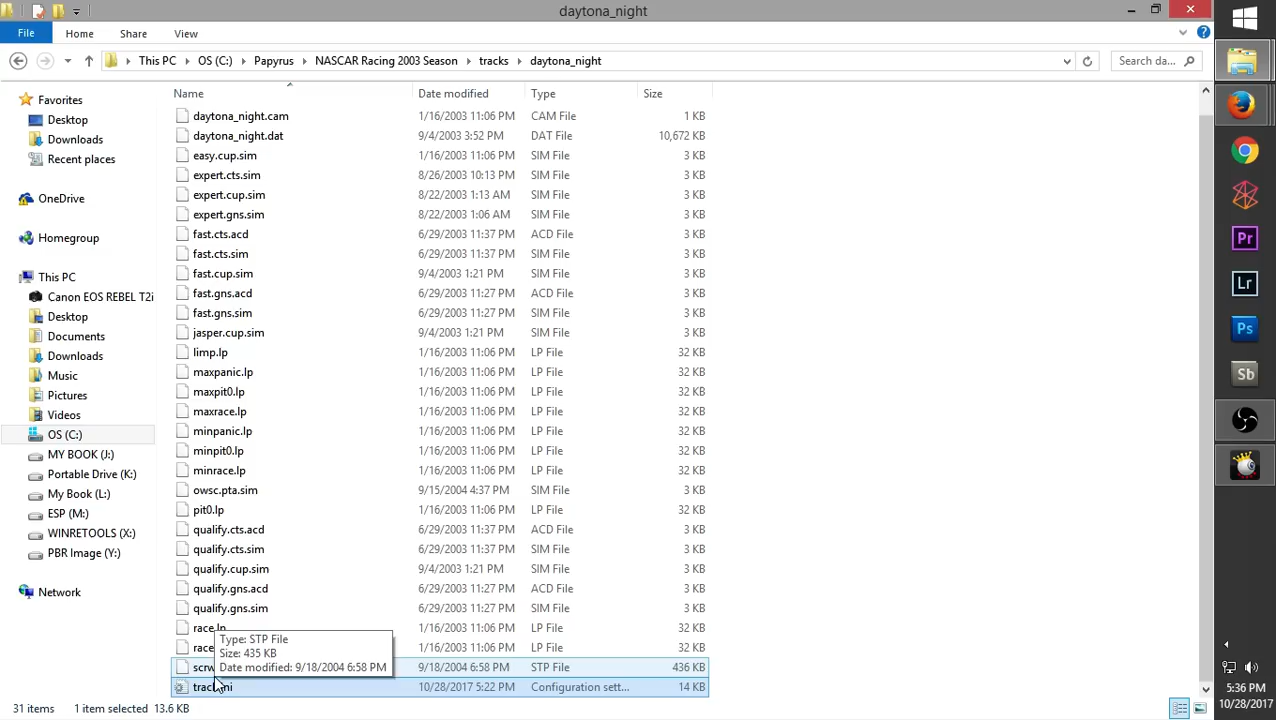 daytona_night
File
Home
Share
View
This PC
OS (C:)
Papyrus
NASCAR Racing 2003 Season
tracks
daytona_night
Search da...
Name
Date modified
Type
Size
Favorites
Desktop
Downloads
Recent places
OneDrive
Homegroup
This PC
Canon EOS REBEL T2i
Desktop
Documents
Downloads
Music
Pictures
Videos
OS (C:)
MY BOOK (J:)
Portable Drive (K:)
My Book (L:)
ESP (M:)
WINRETOOLS (X:)
PBR Image (Y:)
Network
daytona_night.cam 1/16/2003 11:06 PM CAM File 1 KB
daytona_night.dat 9/4/2003 3:52 PM DAT File 10,672 KB
easy.cup.sim 1/16/2003 11:06 PM SIM File 3 KB
expert.cts.sim 8/26/2003 10:13 PM SIM File 3 KB
expert.cup.sim 8/22/2003 1:13 AM SIM File 3 KB
expert.gns.sim 8/22/2003 1:06 AM SIM File 3 KB
fast.cts.acd 6/29/2003 11:37 PM ACD File 3 KB
fast.cts.sim 6/29/2003 11:37 PM SIM File 3 KB
fast.cup.sim 9/4/2003 1:21 PM SIM File 3 KB
fast.gns.acd 6/29/2003 11:27 PM ACD File 3 KB
fast.gns.sim 6/29/2003 11:27 PM SIM File 3 KB
jasper.cup.sim 9/4/2003 1:21 PM SIM File 3 KB
limp.lp 1/16/2003 11:06 PM LP File 32 KB
maxpanic.lp 1/16/2003 11:06 PM LP File 32 KB
maxpit0.lp 1/16/2003 11:06 PM LP File 32 KB
maxrace.lp 1/16/2003 11:06 PM LP File 32 KB
minpanic.lp 1/16/2003 11:06 PM LP File 32 KB
minpit0.lp 1/16/2003 11:06 PM LP File 32 KB
minrace.lp 1/16/2003 11:06 PM LP File 32 KB
owsc.pta.sim 9/15/2004 4:37 PM SIM File 3 KB
pit0.lp 1/16/2003 11:06 PM LP File 32 KB
qualify.cts.acd 6/29/2003 11:37 PM ACD File 3 KB
qualify.cts.sim 6/29/2003 11:37 PM SIM File 3 KB
qualify.cup.sim 9/4/2003 1:21 PM SIM File 3 KB
qualify.gns.acd 6/29/2003 11:27 PM ACD File 3 KB
qualify.gns.sim 6/29/2003 11:27 PM SIM File 3 KB
race.lp 1/16/2003 11:06 PM LP File 32 KB
race 1/16/2003 11:06 PM LP File 32 KB
9/18/2004 6:58 PM STP File 436 KB
10/28/2017 5:22 PM Configuration sett... 14 KB
Type: STP File
Size: 435 KB
Date modified: 9/18/2004 6:58 PM
31 items 1 item selected 13.6 KB
Pr
Lr
Ps
Sb
5:36 PM
10/28/2017